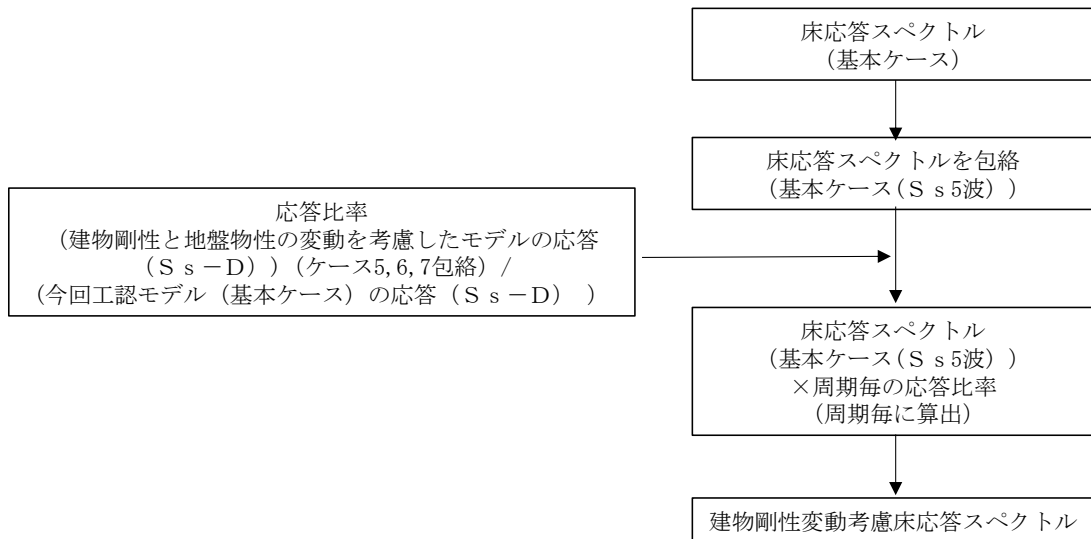 床応答スペクトル
(基本ケース)
床応答スペクトルを包絡
(基本ケース(Ｓｓ5波))
応答比率
(建物剛性と地盤物性の変動を考慮したモデルの応答
(Ｓｓ－Ｄ))(ケース5,6,7包絡)/
(今回工認モデル(基本ケース)の応答(Ｓｓ－Ｄ) )
床応答スペクトル
(基本ケース(Ｓｓ5波))
×周期毎の応答比率
(周期毎に算出)
建物剛性変動考慮床応答スペクトル